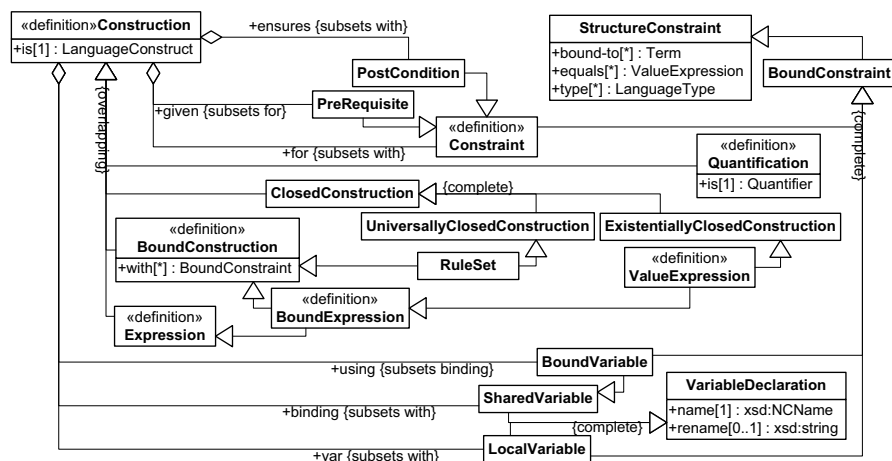 «definition»Construction
+is[1] : LanguageConstruct
+ensures {subsets with}
StructureConstraint
+bound-to[*] : Term
+equals[*] : ValueExpression
+type[*] : LanguageType
PostCondition
BoundConstraint
{overlapping}
+given {subsets for}
PreRequisite
«definition»
Constraint
{complete}
+for {subsets with}
«definition»
Quantification
+is[1] : Quantifier
ClosedConstruction
{complete}
UniversallyClosedConstruction
ExistentiallyClosedConstruction
«definition»
BoundConstruction
+with[*] : BoundConstraint
RuleSet
«definition»
ValueExpression
«definition»
BoundExpression
«definition»
Expression
BoundVariable
+using {subsets binding}
SharedVariable
+binding {subsets with}
VariableDeclaration
+name[1] : xsd:NCName
+rename[0..1] : xsd:string
{complete}
LocalVariable
+var {subsets with}